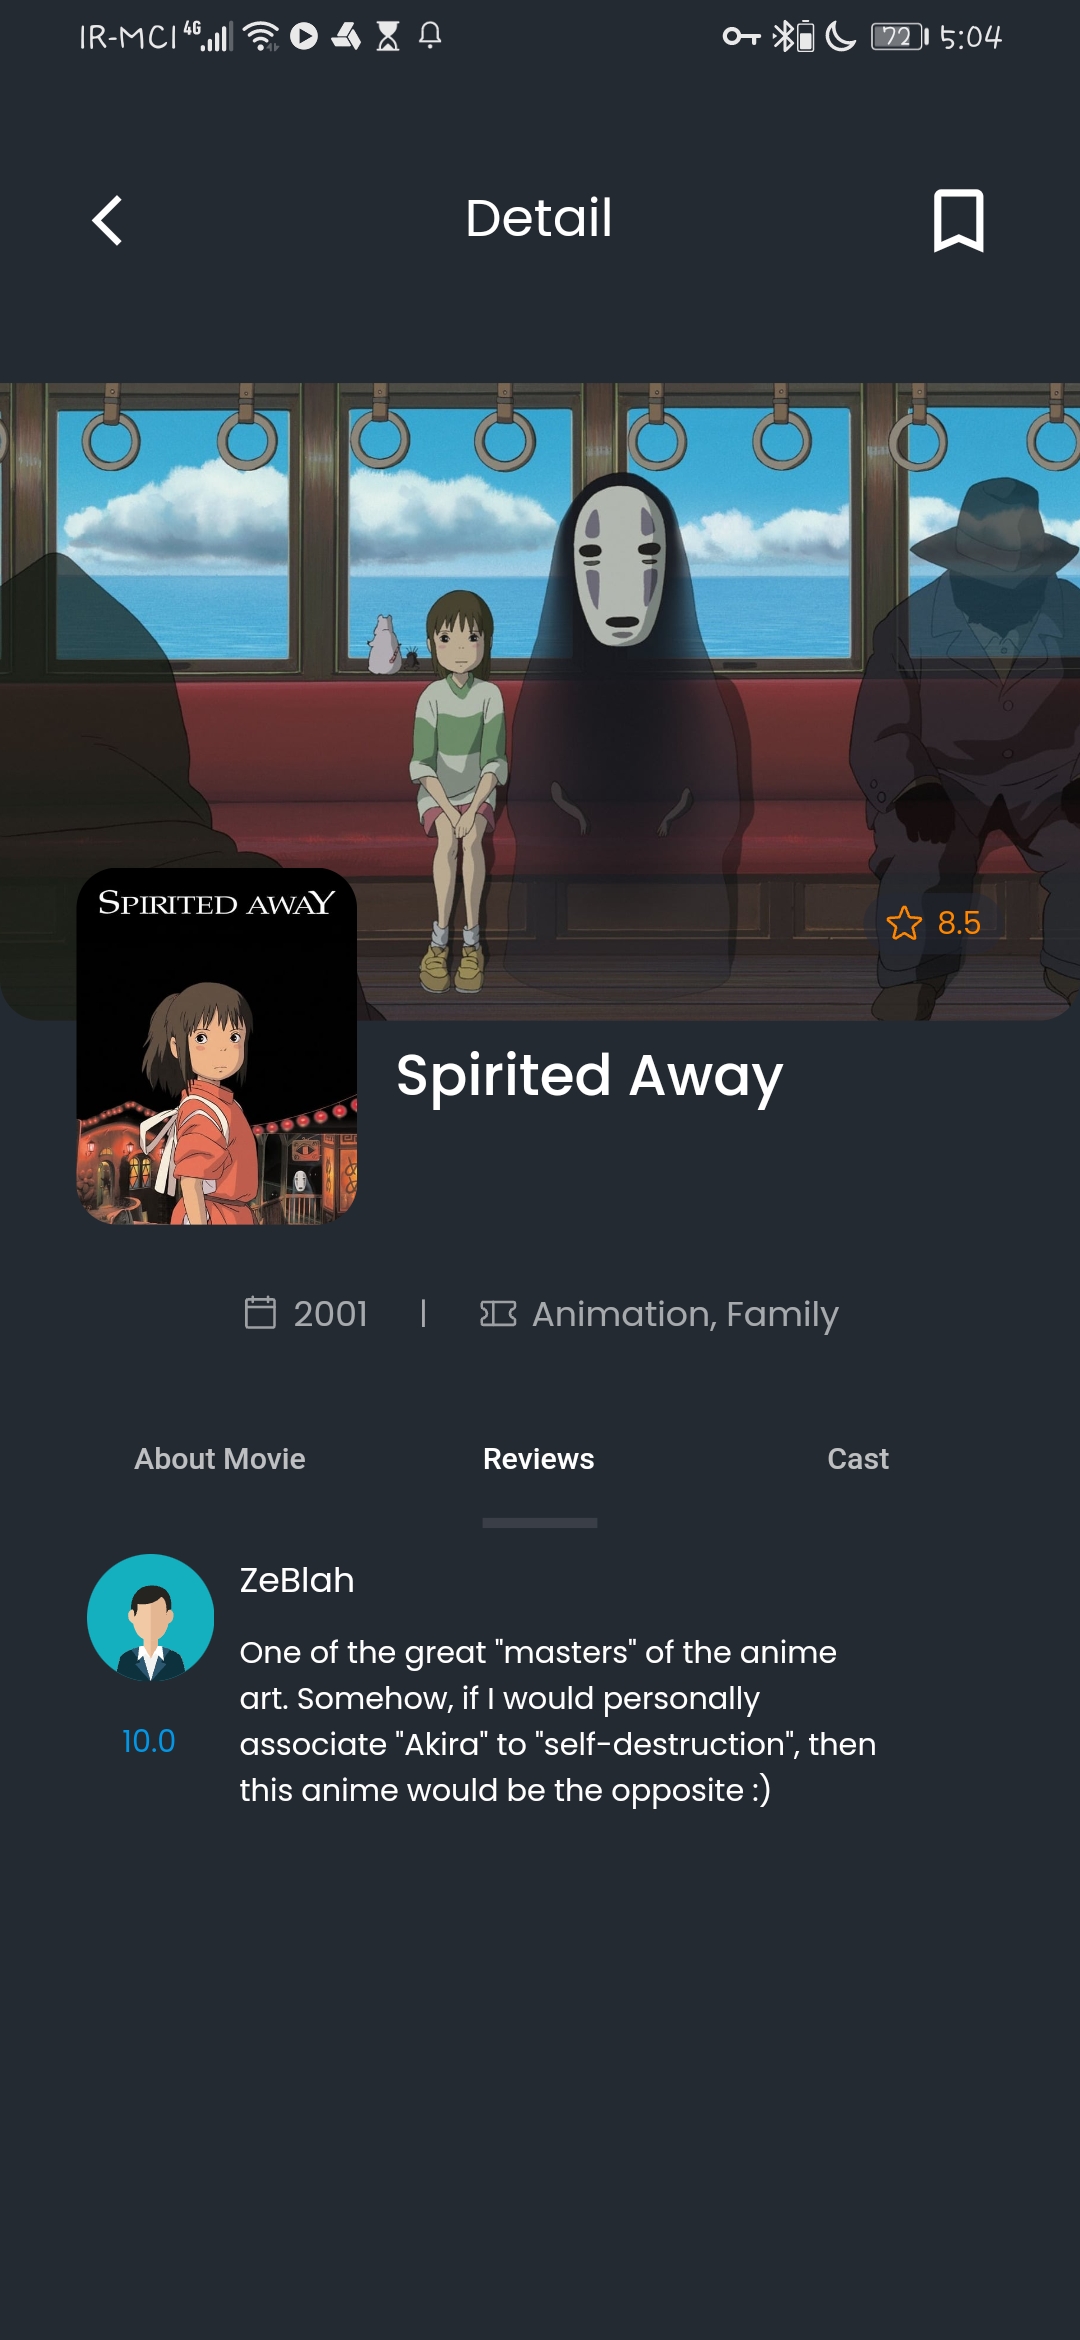 IR-MCI 4G 72 5:04
Detail
8.5
SPIRITED AWAY
Spirited Away
2001 | Animation, Family
About Movie Reviews Cast
ZeBlah
One of the great "masters" of the anime
art. Somehow, if I would personally
associate "Akira" to "self-destruction", then
this anime would be the opposite :)
10.0